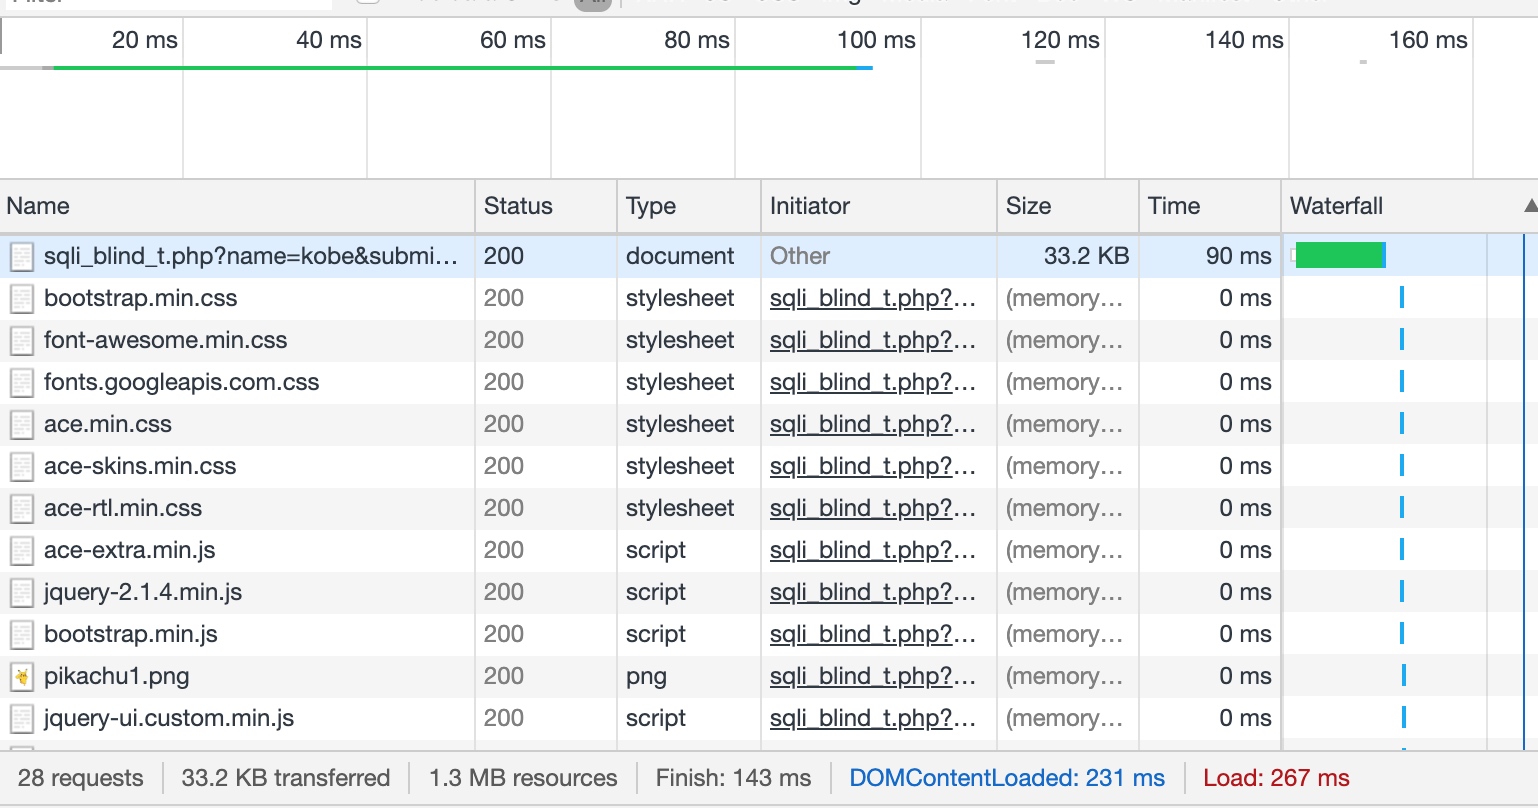 20 ms 40 ms 60 ms 80 ms 100 ms 120 ms 140 ms 160 ms
Name Status Type Initiator Size Time Waterfall
sqli_blind_t.php?name=kobe&submi… 200 document Other 33.2 KB 90 ms
bootstrap.min.css 200 stylesheet sqli_blind_t.php?… (memory… 0 ms
font-awesome.min.css 200 stylesheet sqli_blind_t.php?… (memory… 0 ms
fonts.googleapis.com.css 200 stylesheet sqli_blind_t.php?… (memory… 0 ms
ace.min.css 200 stylesheet sqli_blind_t.php?… (memory… 0 ms
ace-skins.min.css 200 stylesheet sqli_blind_t.php?… (memory… 0 ms
ace-rtl.min.css 200 stylesheet sqli_blind_t.php?… (memory… 0 ms
ace-extra.min.js 200 script sqli_blind_t.php?… (memory… 0 ms
jquery-2.1.4.min.js 200 script sqli_blind_t.php?… (memory… 0 ms
bootstrap.min.js 200 script sqli_blind_t.php?… (memory… 0 ms
pikachu1.png 200 png sqli_blind_t.php?… (memory… 0 ms
jquery-ui.custom.min.js 200 script sqli_blind_t.php?… (memory… 0 ms
28 requests 33.2 KB transferred 1.3 MB resources Finish: 143 ms DOMContentLoaded: 231 ms Load: 267 ms